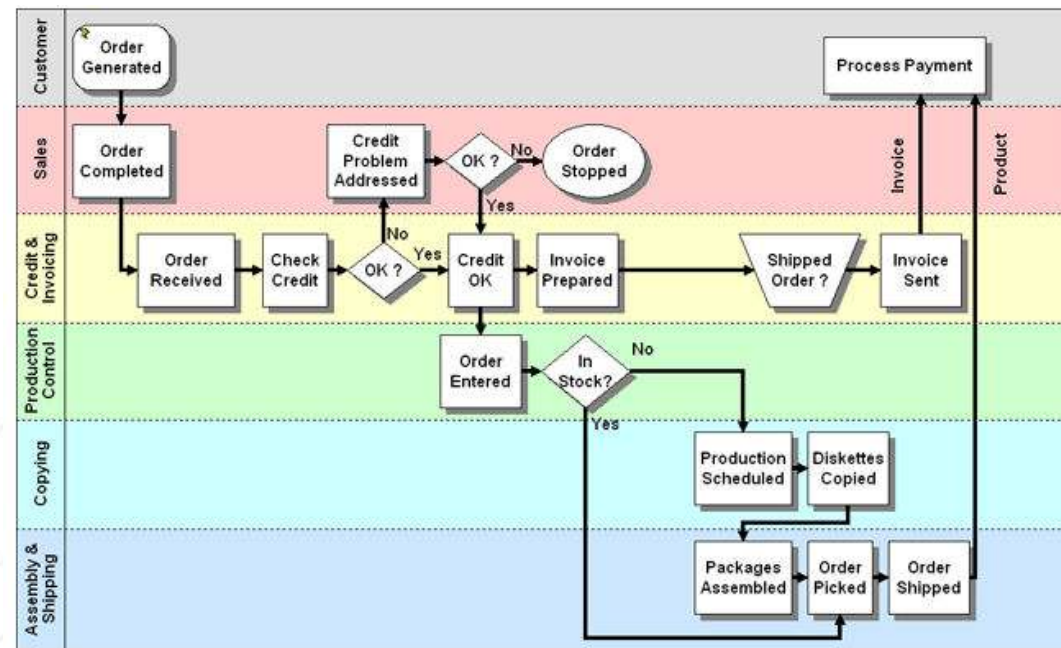 Customer
Order
Generated
Process Payment
Sales
Order
Completed
Credit
Problem
Addressed
OK ?
No
Order
Stopped
Yes
Invoice
Product
Credit &
Invoicing
Order
Received
Check
Credit
No
OK ?
Yes
Credit
OK
Invoice
Prepared
Shipped
Order ?
Invoice
Sent
Production
Control
Order
Entered
In
Stock?
No
Yes
Copying
Production
Scheduled
Diskettes
Copied
Assembly &
Shipping
Packages
Assembled
Order
Picked
Order
Shipped